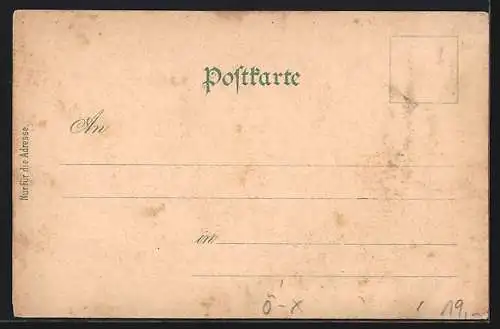 Postkarte
An
Nur für die Adresse.
in
Ö-X
19,-